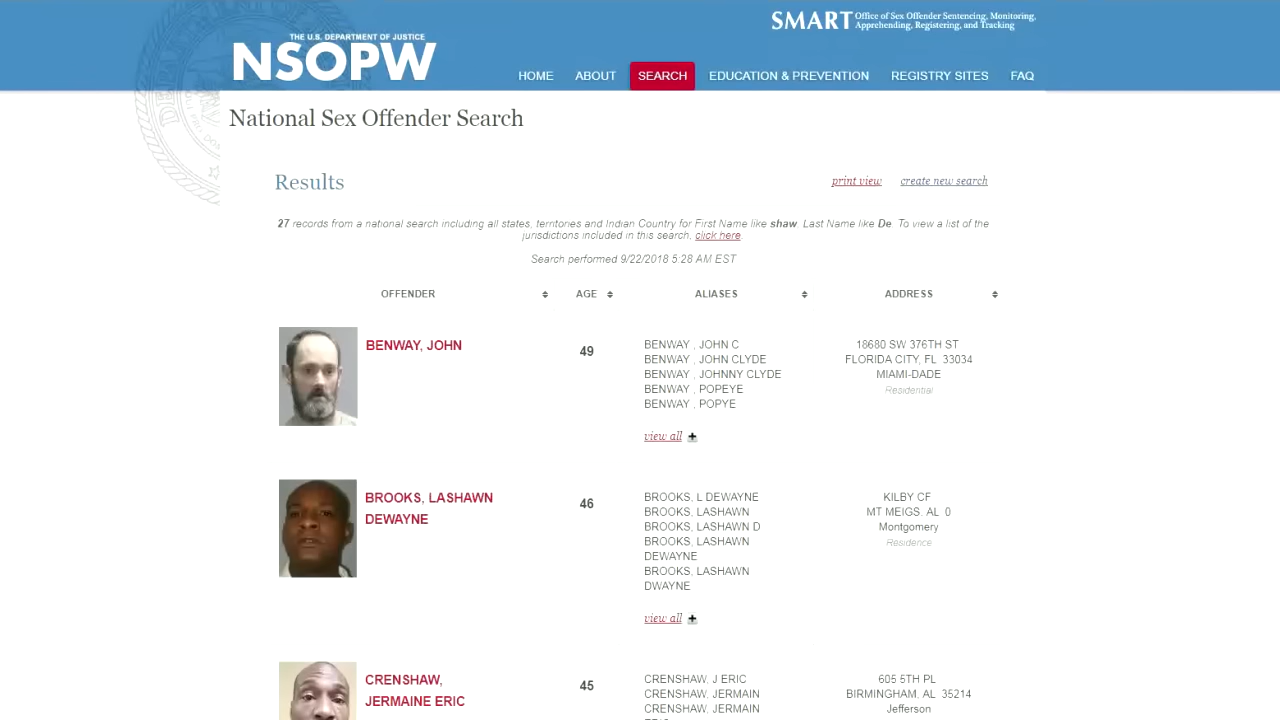 SMART Office of Sex Offender Sentencing, Monitoring,
Apprehending, Registering, and Tracking
THE U.S. DEPARTMENT OF JUSTICE
NSOPW
HOME ABOUT SEARCH EDUCATION & PREVENTION REGISTRY SITES FAQ
National Sex Offender Search
Results
print view create new search
27 records from a national search including all states, territories and Indian Country for First Name like shaw. Last Name like De. To view a list of the
jurisdictions included in this search, click here.
Search performed 9/22/2018 5:28 AM EST
OFFENDER AGE ALIASES ADDRESS
BENWAY, JOHN
49
BENWAY , JOHN C
BENWAY , JOHN CLYDE
BENWAY , JOHNNY CLYDE
BENWAY , POPEYE
BENWAY , POPYE
view all
18680 SW 376TH ST
FLORIDA CITY, FL 33034
MIAMI-DADE
Residential
BROOKS, LASHAWN
DEWAYNE
46
BROOKS, L DEWAYNE
BROOKS, LASHAWN
BROOKS, LASHAWN D
BROOKS, LASHAWN
DEWAYNE
BROOKS, LASHAWN
DWAYNE
view all
KILBY CF
MT MEIGS, AL 0
Montgomery
Residence
CRENSHAW,
JERMAINE ERIC
45
CRENSHAW, J ERIC
CRENSHAW, JERMAIN
CRENSHAW, JERMAIN
605 5TH PL
BIRMINGHAM, AL 35214
Jefferson